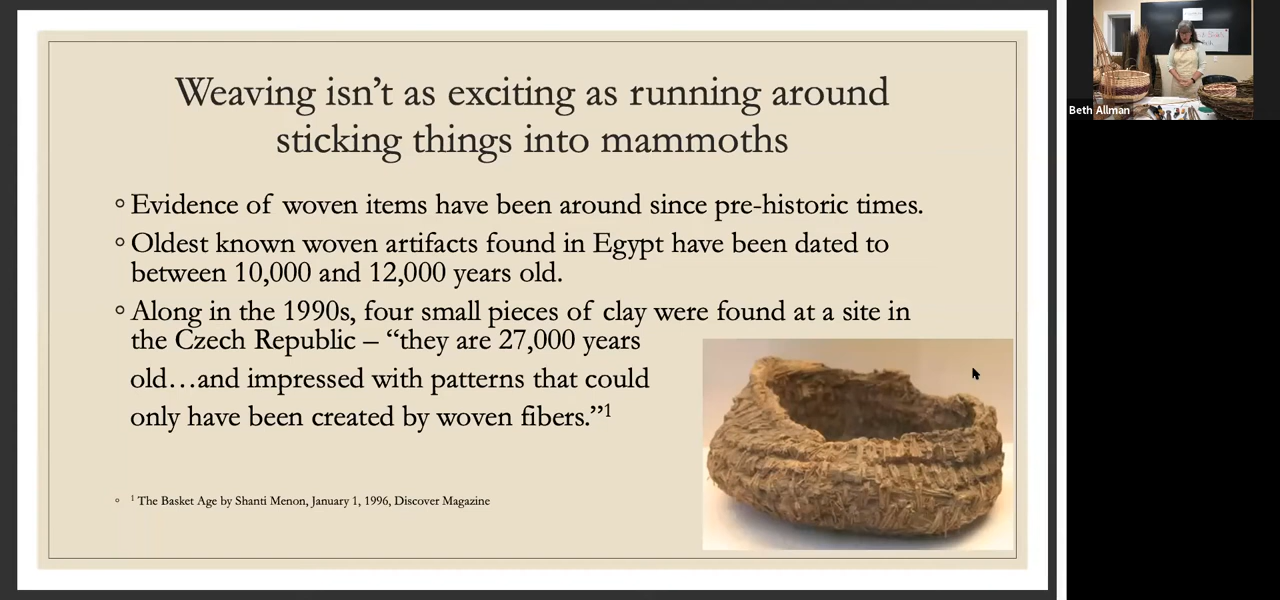 Weaving isn’t as exciting as running around
sticking things into mammoths
Evidence of woven items have been around since pre-historic times.
Oldest known woven artifacts found in Egypt have been dated to
between 10,000 and 12,000 years old.
Along in the 1990s, four small pieces of clay were found at a site in
the Czech Republic – “they are 27,000 years
old…and impressed with patterns that could
only have been created by woven fibers.”¹
¹ The Basket Age by Shanti Menon, January 1, 1996, Discover Magazine
Beth Allman